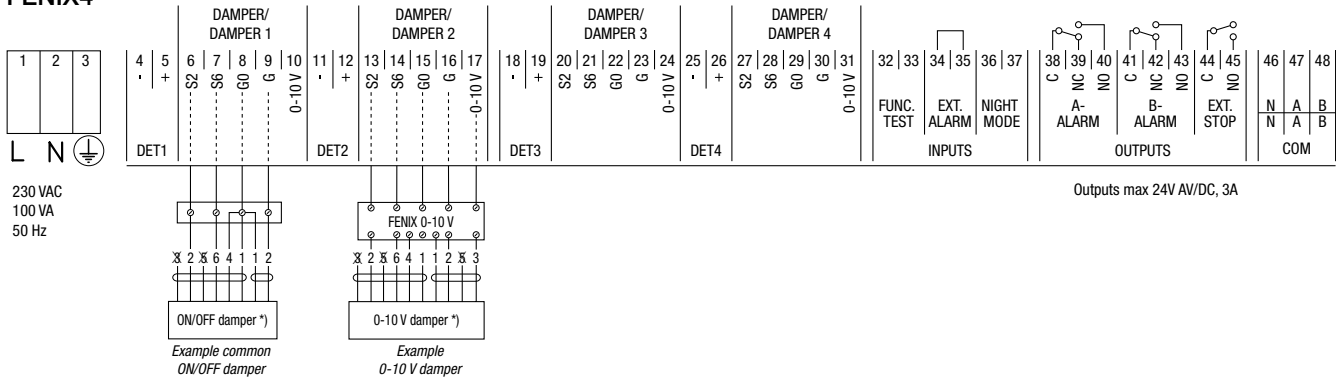 FENIX4
DAMPER/
DAMPER 1
DAMPER/
DAMPER 2
DAMPER/
DAMPER 3
DAMPER/
DAMPER 4
1 2 3
4 5 6 7 8 9 10 11 12 13 14 15 16 17 18 19 20 21 22 23 24 25 26 27 28 29 30 31 32 33 34 35 36 37 38 39 40 41 42 43 44 45 46 47 48
- + S2 S6 G0 G 0-10 V - + S2 S6 G0 G 0-10 V - + S2 S6 G0 G 0-10 V - + S2 S6 G0 G 0-10 V
C NC NO C NC NO C NO
FUNC.
TEST
EXT.
ALARM
NIGHT
MODE
A-
ALARM
B-
ALARM
EXT.
STOP
N A B
N A B
L N
DET1 DET2 DET3 DET4 INPUTS OUTPUTS COM
230 VAC
100 VA
50 Hz
Outputs max 24V AV/DC, 3A
FENIX 0-10 V
3 2 5 6 4 1 1 2
3 2 5 6 4 1 1 2 5 3
ON/OFF damper *)
0-10 V damper *)
Example common
ON/OFF damper
Example
0-10 V damper